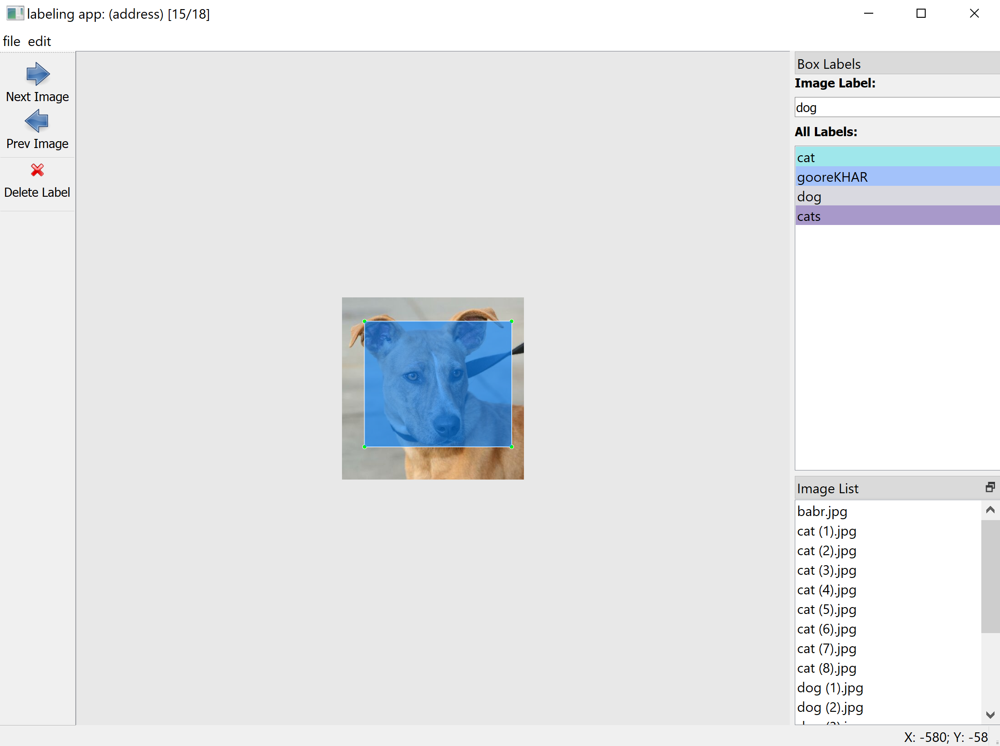 labeling app: (address) [15/18]
file edit
Next Image
Prev Image
Delete Label
Box Labels
Image Label:
dog
All Labels:
cat
gooreKHAR
dog
cats
Image List
babr.jpg
cat (1).jpg
cat (2).jpg
cat (3).jpg
cat (4).jpg
cat (5).jpg
cat (6).jpg
cat (7).jpg
cat (8).jpg
dog (1).jpg
dog (2).jpg
X: -580; Y: -58